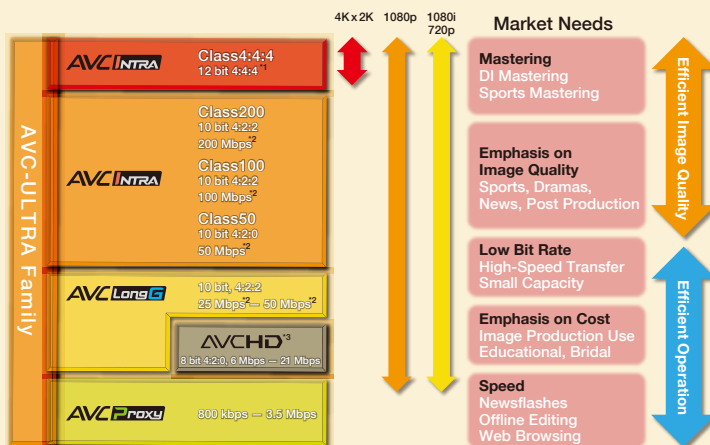 4K x 2K
1080p
1080i
720p
Market Needs
AVC-ULTRA Family
AVC INTRA
Class4:4:4
12 bit 4:4:4*1
AVC INTRA
Class200
10 bit 4:2:2
200 Mbps*2
Class100
10 bit 4:2:2
100 Mbps*2
Class50
10 bit 4:2:0
50 Mbps*2
AVC LongG
10 bit, 4:2:2
25 Mbps*2 — 50 Mbps*2
AVCHD*3
8 bit 4:2:0, 6 Mbps — 21 Mbps
AVC Proxy
800 kbps — 3.5 Mbps
Mastering
DI Mastering
Sports Mastering
Emphasis on
Image Quality
Sports, Dramas,
News, Post Production
Low Bit Rate
High-Speed Transfer
Small Capacity
Emphasis on Cost
Image Production Use
Educational, Bridal
Speed
Newsflashes
Offline Editing
Web Browsing
Efficient Image Quality
Efficient Operation